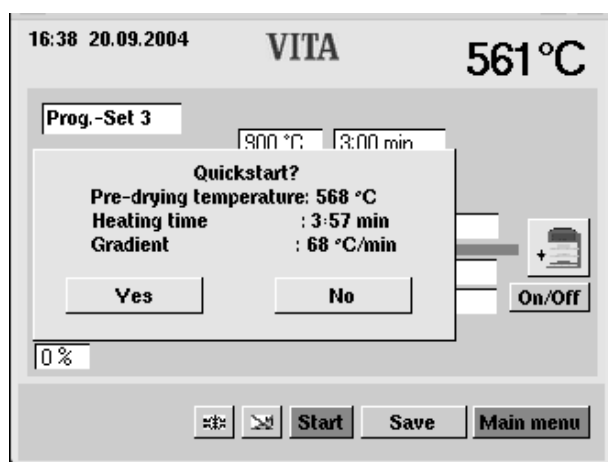 16:38 20.09.2004 VITA 561°C
Prog.-Set 3
3:00 min
Quickstart?
Pre-drying temperature: 568 °C
Heating time : 3:57 min
Gradient : 68 °C/min
Yes No
On/Off
0 %
Start Save Main menu